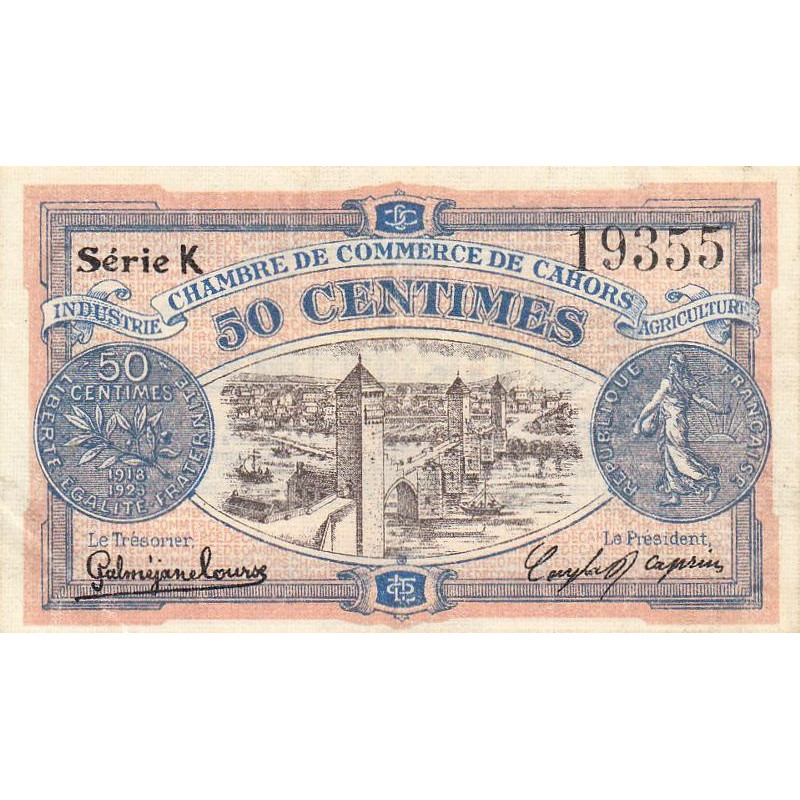 Série K
19355
CHAMBRE DE COMMERCE DE CAHORS
INDUSTRIE
50 CENTIMES
AGRICULTURE
50
CENTIMES
1918
1923
LIBERTÉ ÉGALITÉ FRATERNITÉ
RÉPUBLIQUE FRANÇAISE
Le Trésorier,
Le Président,